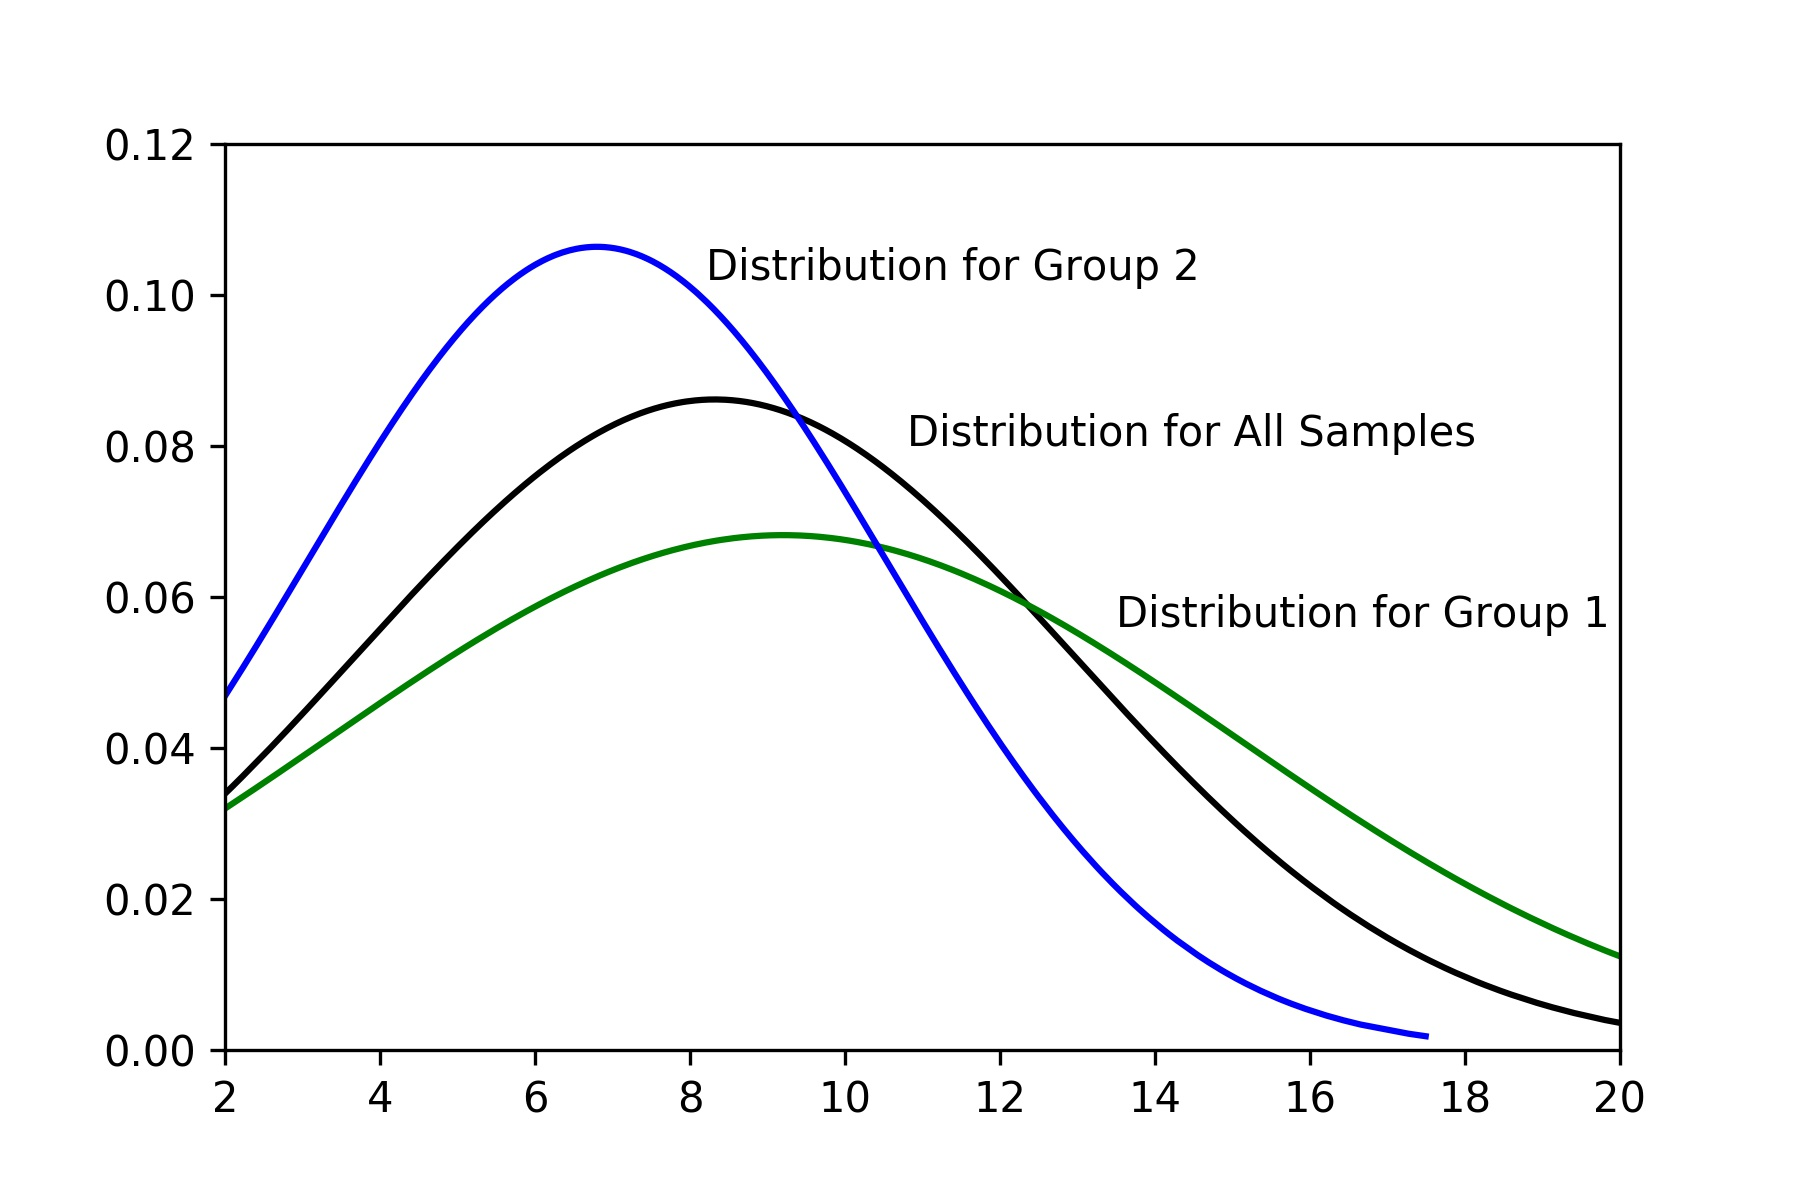 0.12
0.10
0.08
0.06
0.04
0.02
0.00
Distribution for Group 2
Distribution for All Samples
Distribution for Group 1
2 4 6 8 10 12 14 16 18 20